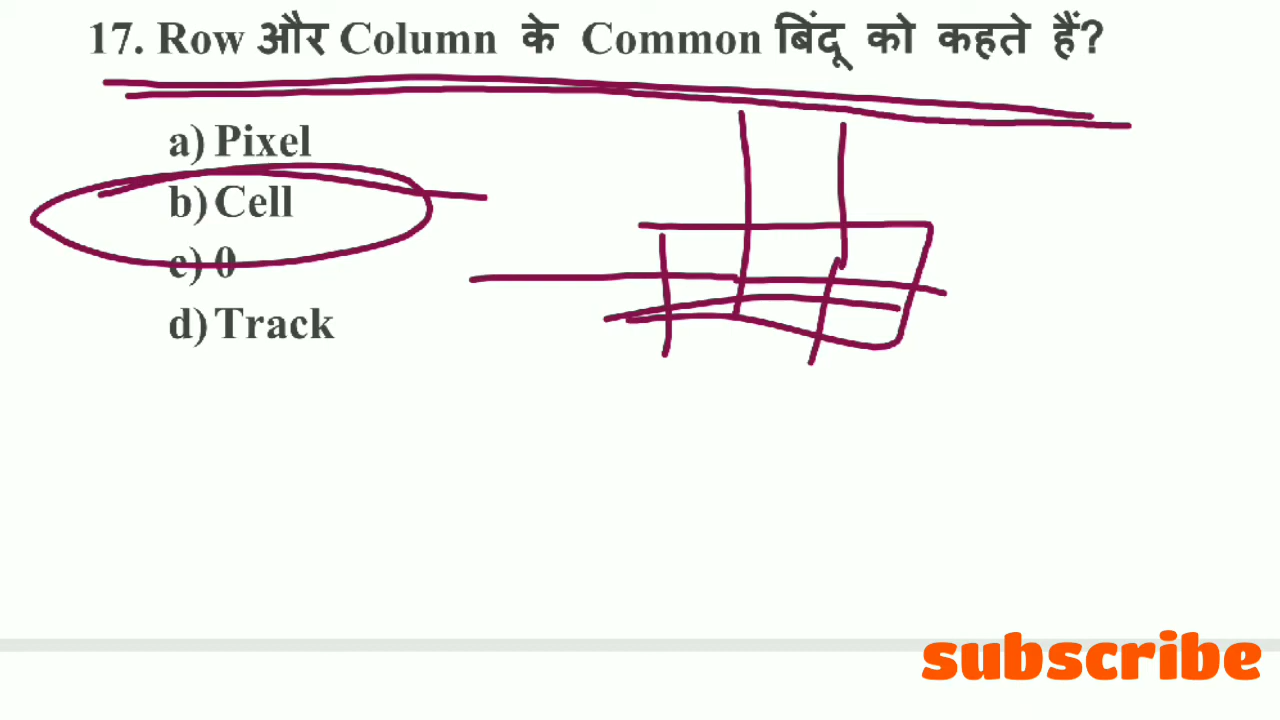 17. Row और Column के Common बिंदू को कहते हैं?
a) Pixel
b) Cell
c) 0
d) Track
subscribe